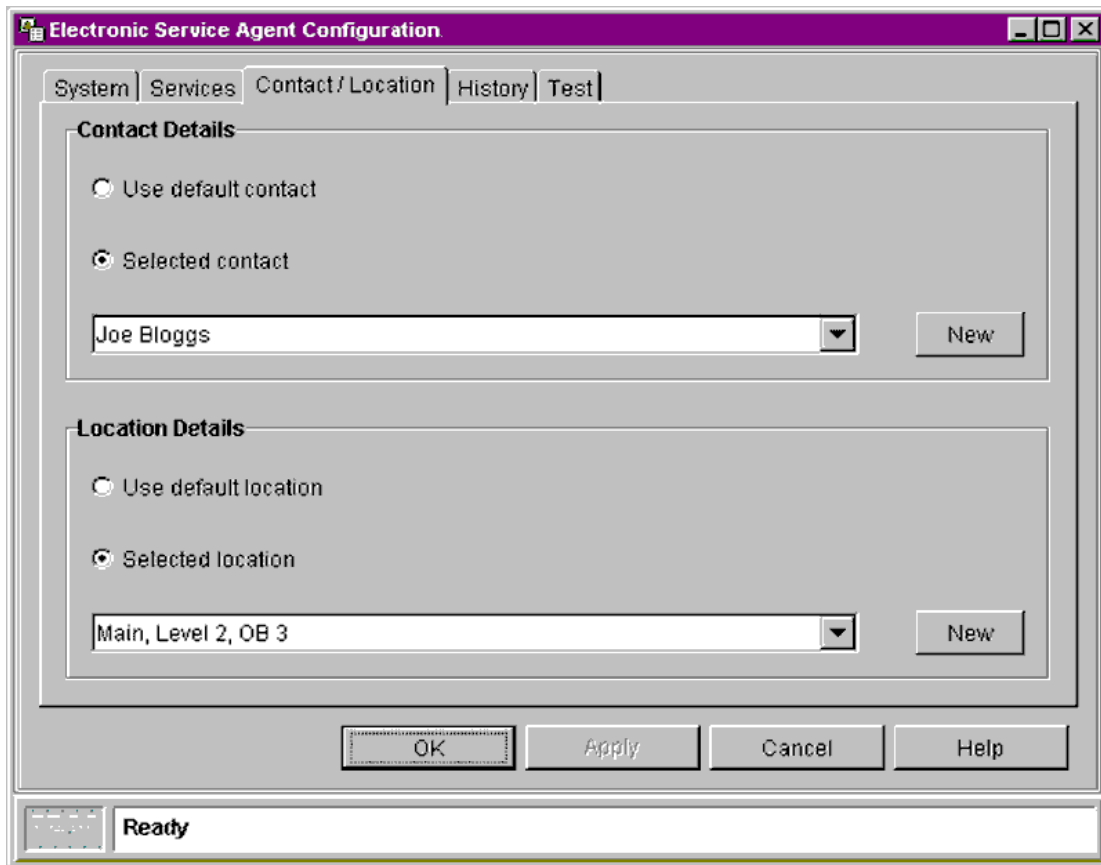 Electronic Service Agent Configuration
System Services Contact / Location History Test
Contact Details
Use default contact
Selected contact
Joe Bloggs New
Location Details
Use default location
Selected location
Main, Level 2, OB 3 New
OK Apply Cancel Help
Ready